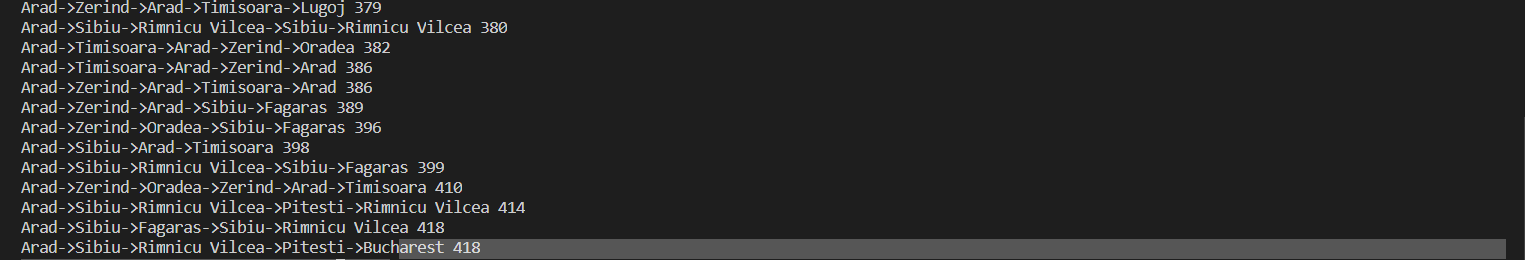 Arad->Zerind->Arad->Timisoara->Lugoj 379
Arad->Sibiu->Rimnicu Vilcea->Sibiu->Rimnicu Vilcea 380
Arad->Timisoara->Arad->Zerind->Oradea 382
Arad->Timisoara->Arad->Zerind->Arad 386
Arad->Zerind->Arad->Timisoara->Arad 386
Arad->Zerind->Arad->Sibiu->Fagaras 389
Arad->Zerind->Oradea->Sibiu->Fagaras 396
Arad->Sibiu->Arad->Timisoara 398
Arad->Sibiu->Rimnicu Vilcea->Sibiu->Fagaras 399
Arad->Zerind->Oradea->Zerind->Arad->Timisoara 410
Arad->Sibiu->Rimnicu Vilcea->Pitesti->Rimnicu Vilcea 414
Arad->Sibiu->Fagaras->Sibiu->Rimnicu Vilcea 418
Arad->Sibiu->Rimnicu Vilcea->Pitesti->Bucharest 418